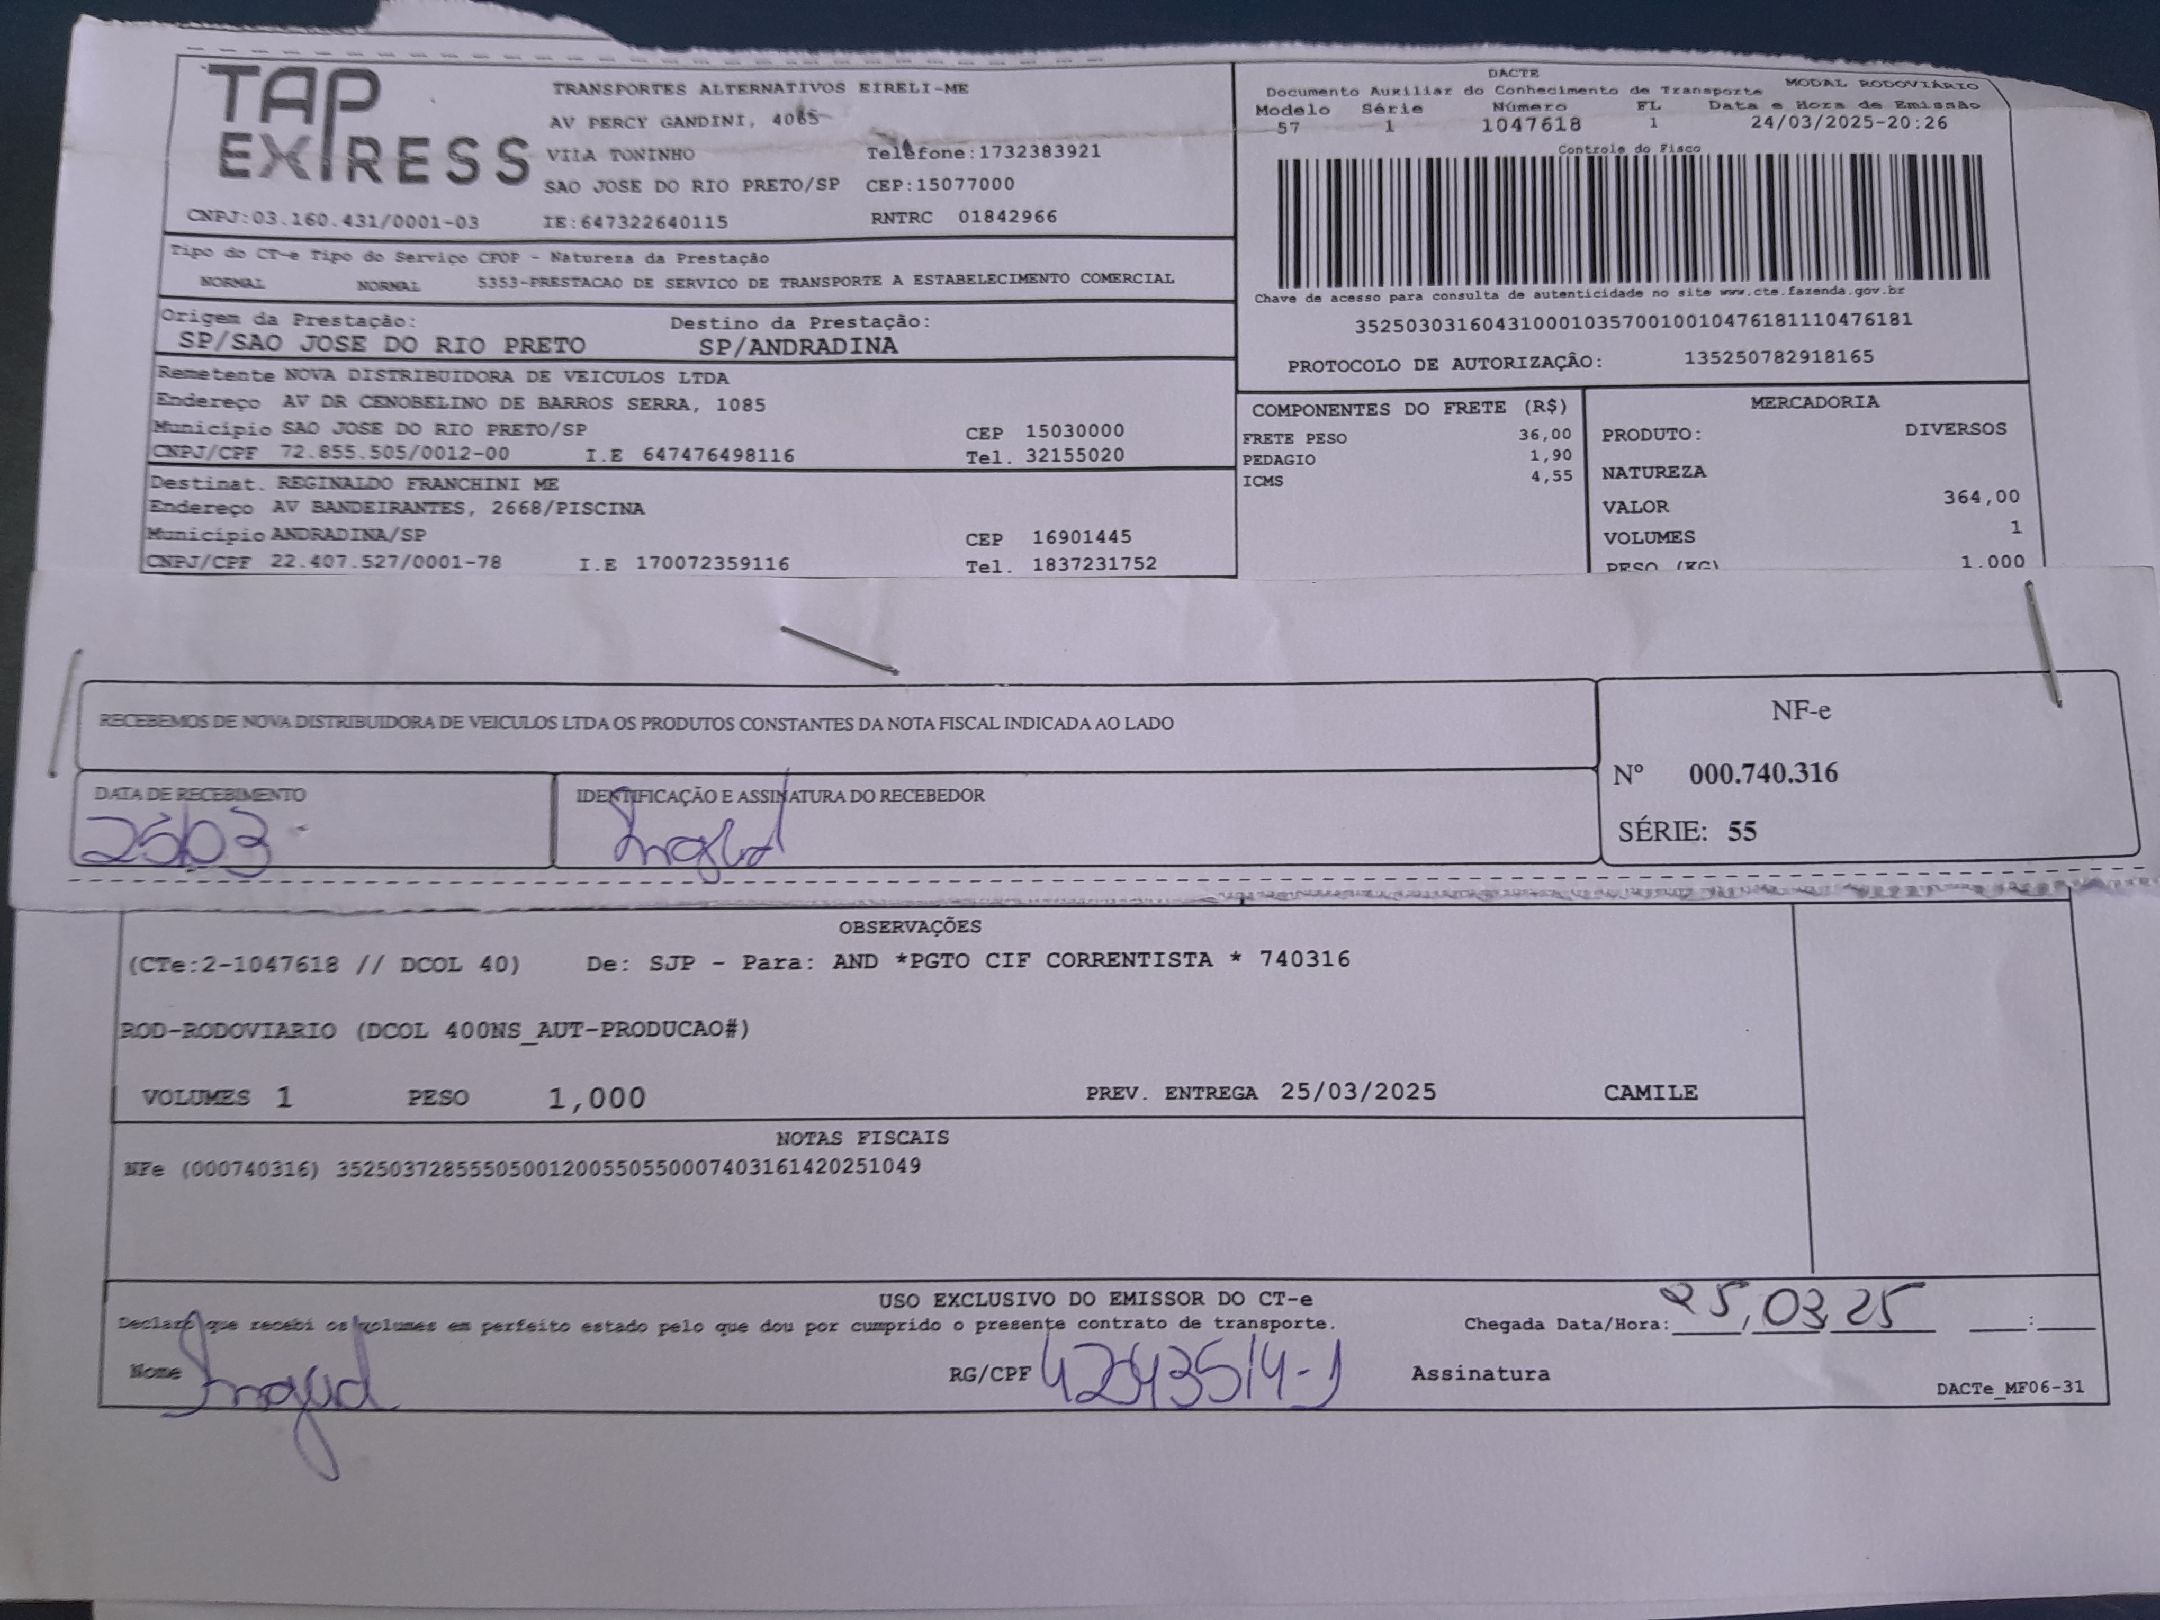 TAP EXPRESS
TRANSPORTES ALTERNATIVOS EIRELI-ME
AV PERCY GANDINI, 4085
VILA TONINHO Telefone:1732383921
SAO JOSE DO RIO PRETO/SP CEP:15077000
CNPJ:03.160.431/0001-03 IE:647322640115 RNTRC 01842966
DACTE
Documento Auxiliar do Conhecimento de Transporte MODAL RODOVIÁRIO
Modelo Série Número FL Data e Hora de Emissão
57 1 1047618 1 24/03/2025-20:26
Controle do Fisco
Chave de acesso para consulta de autenticidade no site www.cte.fazenda.gov.br
35250303160431000103570010010476181110476181
PROTOCOLO DE AUTORIZAÇÃO: 135250782918165
Tipo do CT-e Tipo do Serviço CFOP - Natureza da Prestação
NORMAL NORMAL 5353-PRESTACAO DE SERVICO DE TRANSPORTE A ESTABELECIMENTO COMERCIAL
Origem da Prestação: Destino da Prestação:
SP/SAO JOSE DO RIO PRETO SP/ANDRADINA
Remetente NOVA DISTRIBUIDORA DE VEICULOS LTDA
Endereço AV DR CENOBELINO DE BARROS SERRA, 1085
Município SAO JOSE DO RIO PRETO/SP CEP 15030000
CNPJ/CPF 72.855.505/0012-00 I.E 647476498116 Tel. 32155020
Destinat. REGINALDO FRANCHINI ME
Endereço AV BANDEIRANTES, 2668/PISCINA
Município ANDRADINA/SP CEP 16901445
CNPJ/CPF 22.407.527/0001-78 I.E 170072359116 Tel. 1837231752
COMPONENTES DO FRETE (R$)
FRETE PESO 36,00
PEDAGIO 1,90
ICMS 4,55
MERCADORIA
PRODUTO: DIVERSOS
NATUREZA
VALOR 364,00
VOLUMES 1
PESO (KG) 1.000
RECEBEMOS DE NOVA DISTRIBUIDORA DE VEICULOS LTDA OS PRODUTOS CONSTANTES DA NOTA FISCAL INDICADA AO LADO
DATA DE RECEBIMENTO
25/03
IDENTIFICAÇÃO E ASSINATURA DO RECEBEDOR
NF-e
Nº 000.740.316
SÉRIE: 55
OBSERVAÇÕES
(CTe:2-1047618 // DCOL 40) De: SJP - Para: AND *PGTO CIF CORRENTISTA * 740316
ROD-RODOVIARIO (DCOL 400NS_AUT-PRODUCAO#)
VOLUMES 1 PESO 1,000 PREV. ENTREGA 25/03/2025 CAMILE
NOTAS FISCAIS
NFe (000740316) 35250372855505001200550550007403161420251049
USO EXCLUSIVO DO EMISSOR DO CT-e
Declaro que recebi os volumes em perfeito estado pelo que dou por cumprido o presente contrato de transporte. Chegada Data/Hora: 25,03,25 :
Nome RG/CPF Assinatura
DACTe_MF06-31